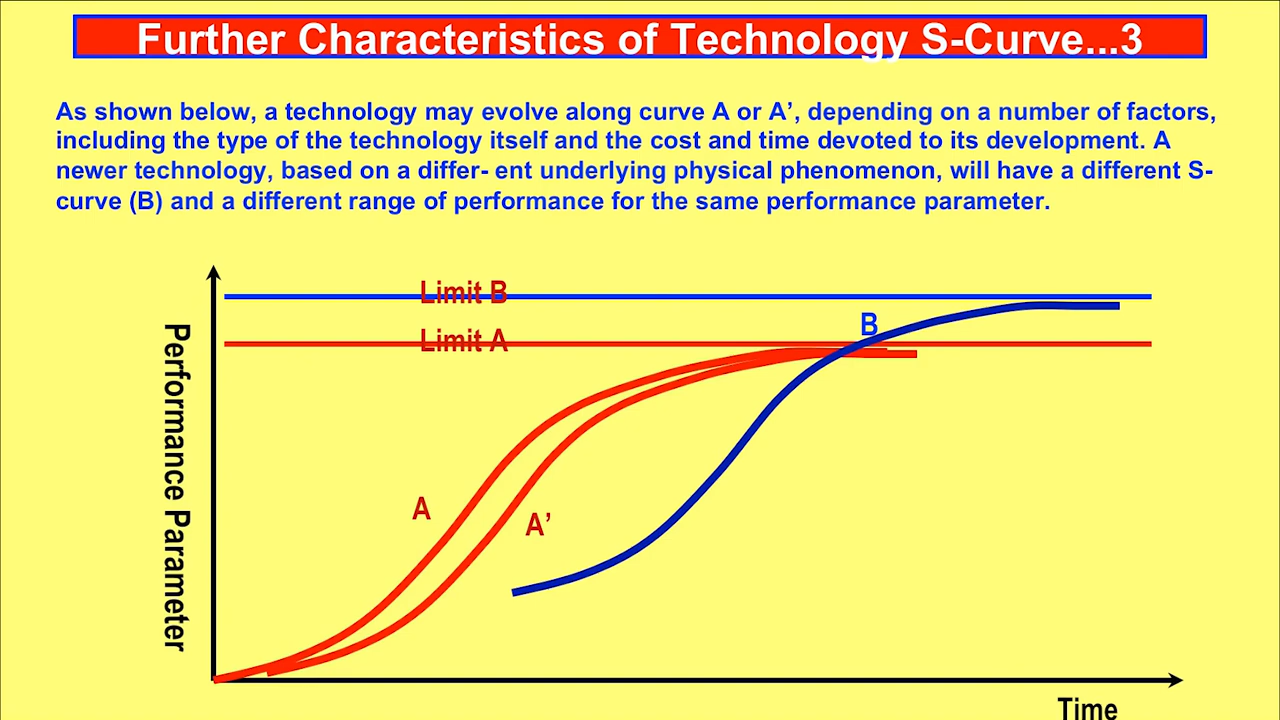 Further Characteristics of Technology S-Curve...3
As shown below, a technology may evolve along curve A or A’, depending on a number of factors,
including the type of the technology itself and the cost and time devoted to its development. A
newer technology, based on a differ- ent underlying physical phenomenon, will have a different S-
curve (B) and a different range of performance for the same performance parameter.
Limit B
B
Limit A
Performance Parameter
A
A’
Time